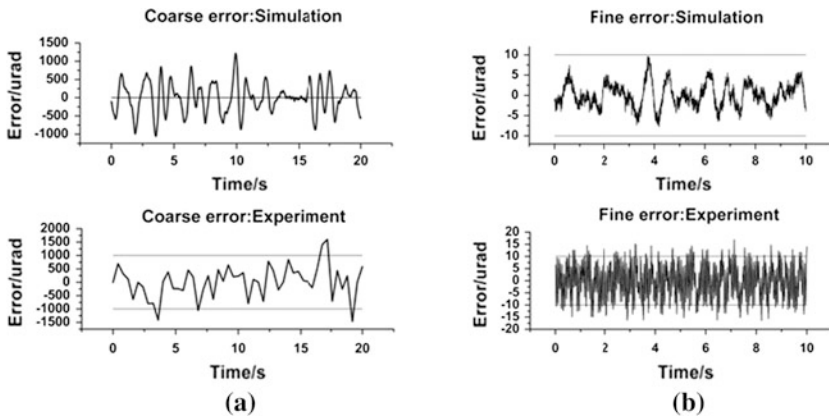 Coarse error:Simulation
Error/urad
1500
1000
500
0
-500
-1000
0 5 10 15 20
Time/s
Coarse error:Experiment
Error/urad
2000
1500
1000
500
0
-500
-1000
-1500
0 5 10 15 20
Time/s
(a)
Fine error:Simulation
Error/urad
10
5
0
-5
-10
0 2 4 6 8 10
Time/s
Fine error:Experiment
Error/urad
20
15
10
5
0
-5
-10
-15
-20
0 2 4 6 8 10
Time/s
(b)